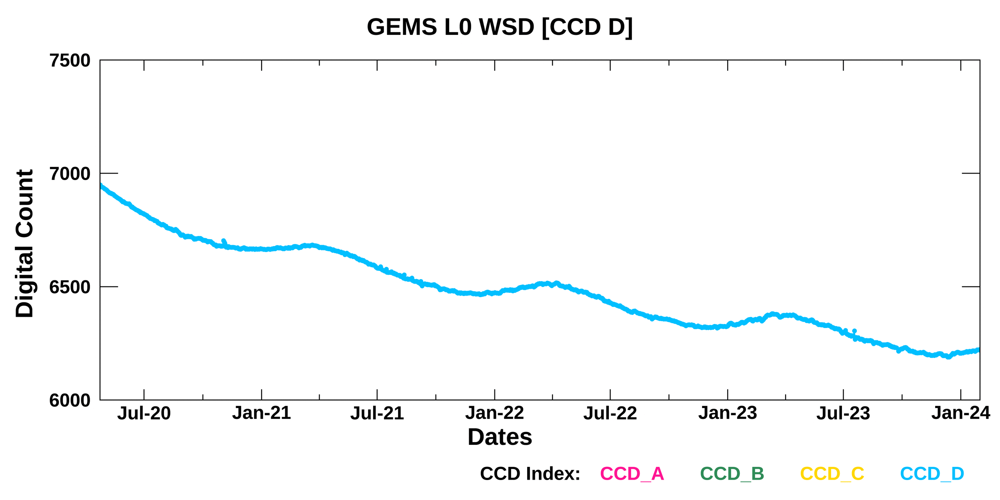 GEMS L0 WSD [CCD D]
7500
7000
6500
6000
Digital Count
Jul-20 Jan-21 Jul-21 Jan-22 Jul-22 Jan-23 Jul-23 Jan-24
Dates
CCD Index: CCD_A CCD_B CCD_C CCD_D